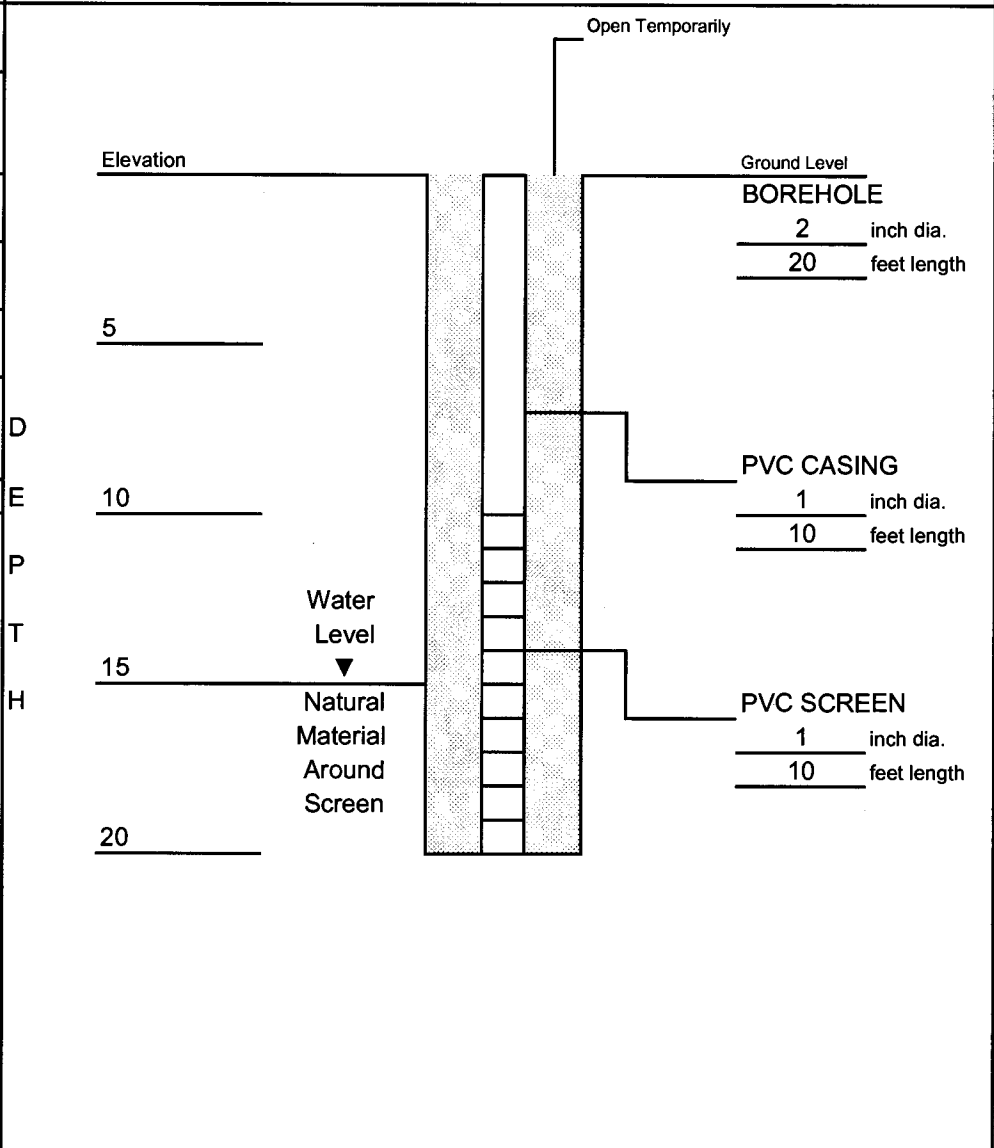 Open Temporarily
Elevation
Ground Level
BOREHOLE
2 inch dia.
20 feet length
5
D
E
P
T
H
10
PVC CASING
1 inch dia.
10 feet length
Water
Level
15
Natural
Material
Around
Screen
PVC SCREEN
1 inch dia.
10 feet length
20